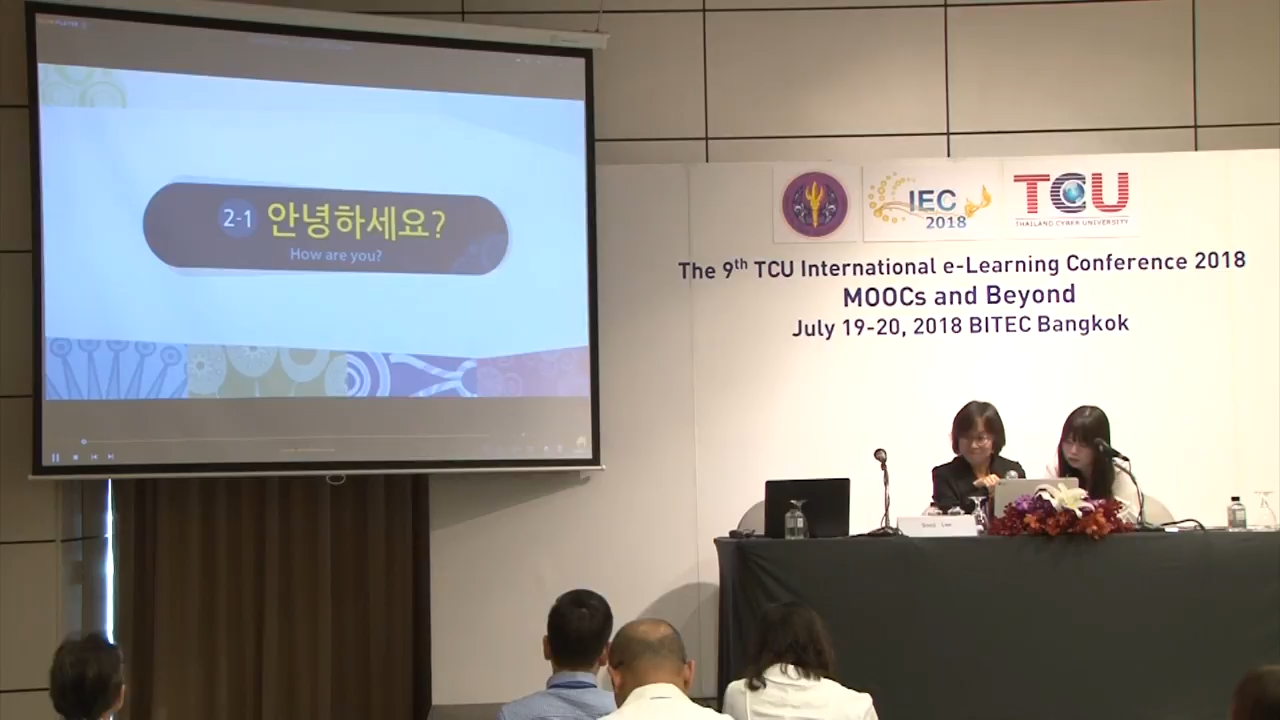 2-1 안녕하세요?
How are you?
IEC
2018
TCU
THAILAND CYBER UNIVERSITY
The 9th TCU International e-Learning Conference 2018
MOOCs and Beyond
July 19-20, 2018 BITEC Bangkok
Lee